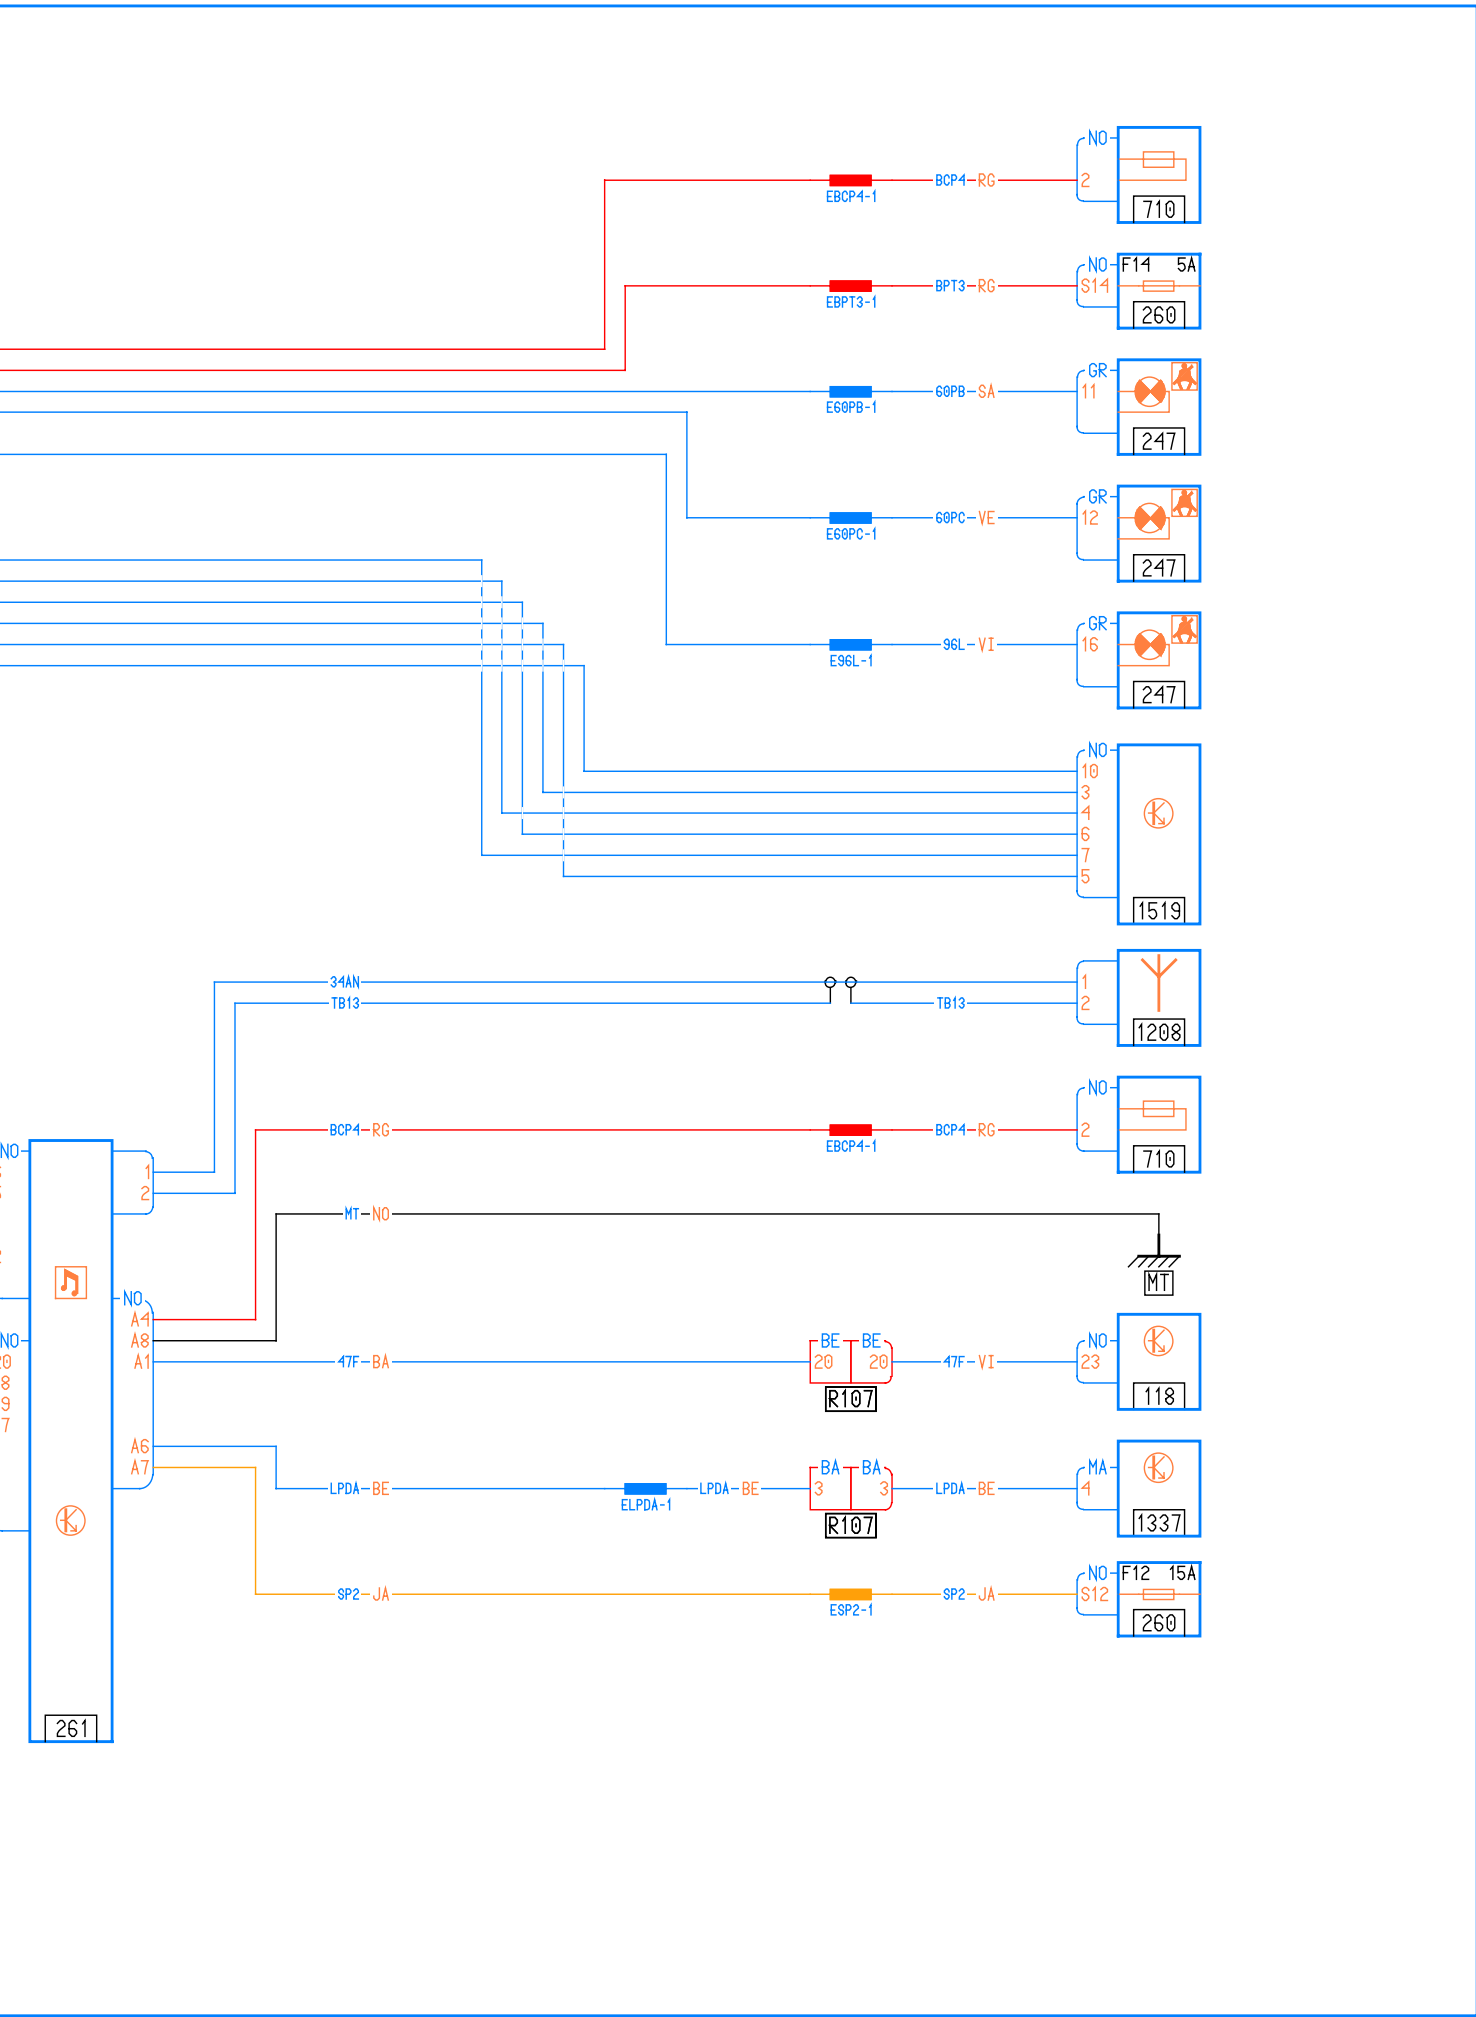 NO
2 BCP4 RG
EBCP4-1
710
NO F14 5A
S14 BPT3 RG
EBPT3-1
260
GR
11 60PB SA
E60PB-1
247
GR
12 60PC VE
E60PC-1
247
GR
16 96L VI
E96L-1
247
NO
10
3
4
6
7
5
1519
34AN 1
TB13 TB13 2
1208
NO
BCP4 RG BCP4 RG 2
EBCP4-1
710
NO
1
2
MT NO
MT
NO
A4
A8
NO
BE BE NO
20 A1 47F BA 20 20 47F VI 23
R107 118
8
9
7
A6
A7
BA BA MA
LPDA BE LPDA BE 3 3 LPDA BE 4
ELPDA-1
R107 1337
NO F12 15A
SP2 JA SP2 JA S12
ESP2-1
260
261